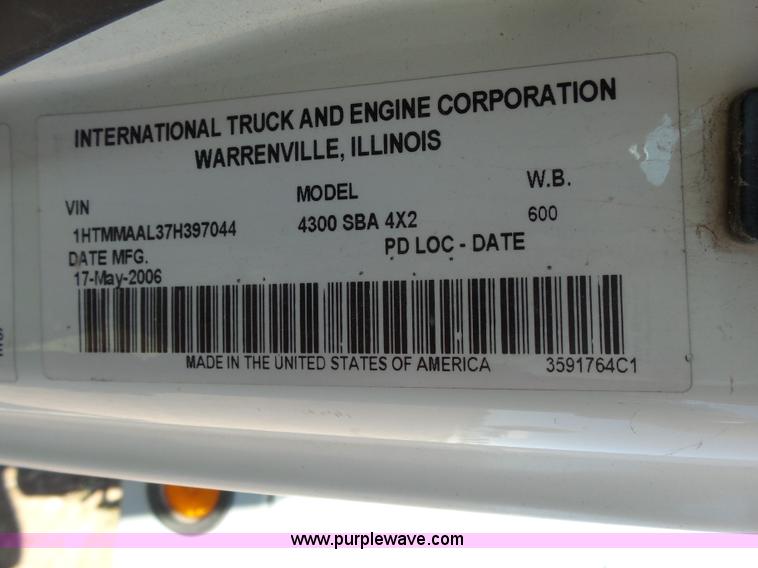 INTERNATIONAL TRUCK AND ENGINE CORPORATION
WARRENVILLE, ILLINOIS
VIN MODEL W.B.
1HTMMAAL37H397044 4300 SBA 4X2 600
DATE MFG. PD LOC - DATE
17-May-2006
MADE IN THE UNITED STATES OF AMERICA 3591764C1
www.purplewave.com